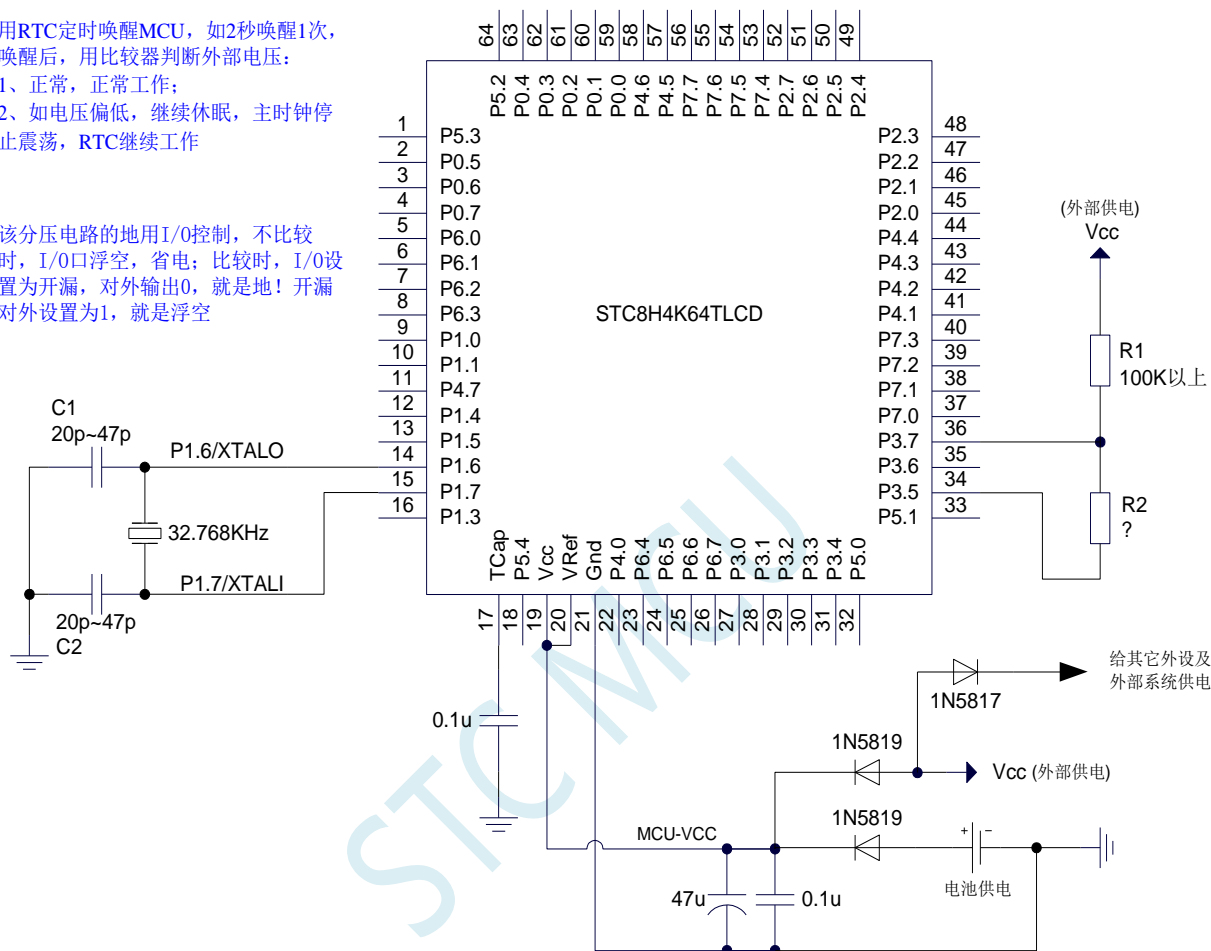 用RTC定时唤醒MCU，如2秒唤醒1次，
唤醒后，用比较器判断外部电压：
1、正常，正常工作；
2、如电压偏低，继续休眠，主时钟停
止震荡，RTC继续工作
该分压电路的地用I/O控制，不比较
时，I/O口浮空，省电；比较时，I/O设
置为开漏，对外输出0，就是地！开漏
对外设置为1，就是浮空
64 63 62 61 60 59 58 57 56 55 54 53 52 51 50 49
P5.2 P0.4 P0.3 P0.2 P0.1 P0.0 P4.6 P4.5 P7.7 P7.6 P7.5 P7.4 P2.7 P2.6 P2.5 P2.4
1 P5.3
2 P0.5
3 P0.6
4 P0.7
5 P6.0
6 P6.1
7 P6.2
8 P6.3
9 P1.0
10 P1.1
11 P4.7
12 P1.4
13 P1.5
14 P1.6
15 P1.7
16 P1.3
STC8H4K64TLCD
P2.3 48
P2.2 47
P2.1 46
P2.0 45
P4.4 44
P4.3 43
P4.2 42
P4.1 41
P7.3 40
P7.2 39
P7.1 38
P7.0 37
P3.7 36
P3.6 35
P3.5 34
P5.1 33
TCap P5.4 Vcc VRef Gnd P4.0 P6.4 P6.5 P6.6 P6.7 P3.0 P3.1 P3.2 P3.3 P3.4 P5.0
17 18 19 20 21 22 23 24 25 26 27 28 29 30 31 32
(外部供电)
Vcc
R1
100K以上
R2
?
C1
20p~47p
P1.6/XTALO
32.768KHz
P1.7/XTALI
20p~47p
C2
0.1u
给其它外设及
外部系统供电
1N5817
1N5819
Vcc (外部供电)
1N5819
MCU-VCC
+ −
电池供电
47u
0.1u
STC MCU